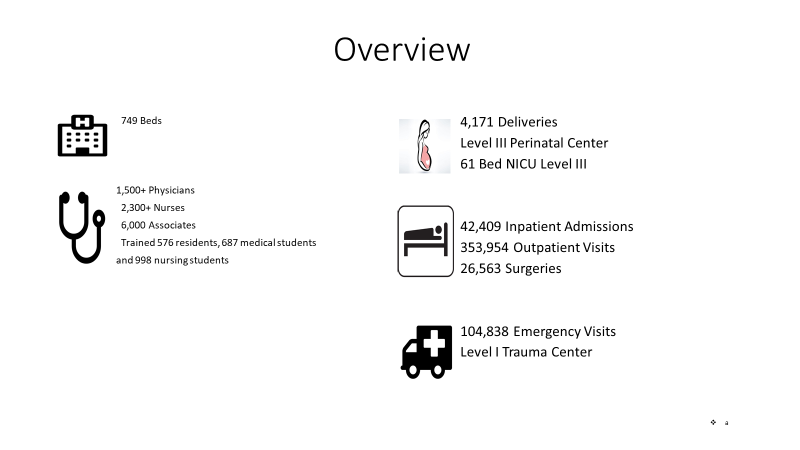 Overview
749 Beds
1,500+ Physicians
2,300+ Nurses
6,000 Associates
Trained 576 residents, 687 medical students
and 998 nursing students
4,171 Deliveries
Level III Perinatal Center
61 Bed NICU Level III
42,409 Inpatient Admissions
353,954 Outpatient Visits
26,563 Surgeries
104,838 Emergency Visits
Level I Trauma Center